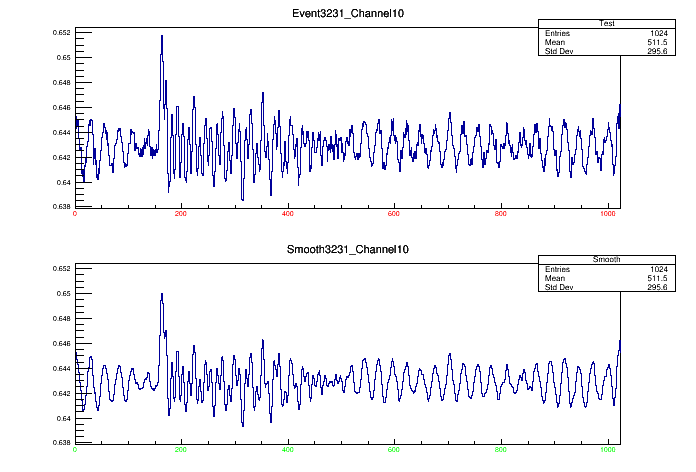 Event3231_Channel10
Test
Entries 1024
Mean 511.5
Std Dev 295.6
0.652
0.65
0.648
0.646
0.644
0.642
0.64
0.638
0 200 400 600 800 1000
Smooth3231_Channel10
Smooth
Entries 1024
Mean 511.5
Std Dev 295.6
0.652
0.65
0.648
0.646
0.644
0.642
0.64
0.638
0 200 400 600 800 1000